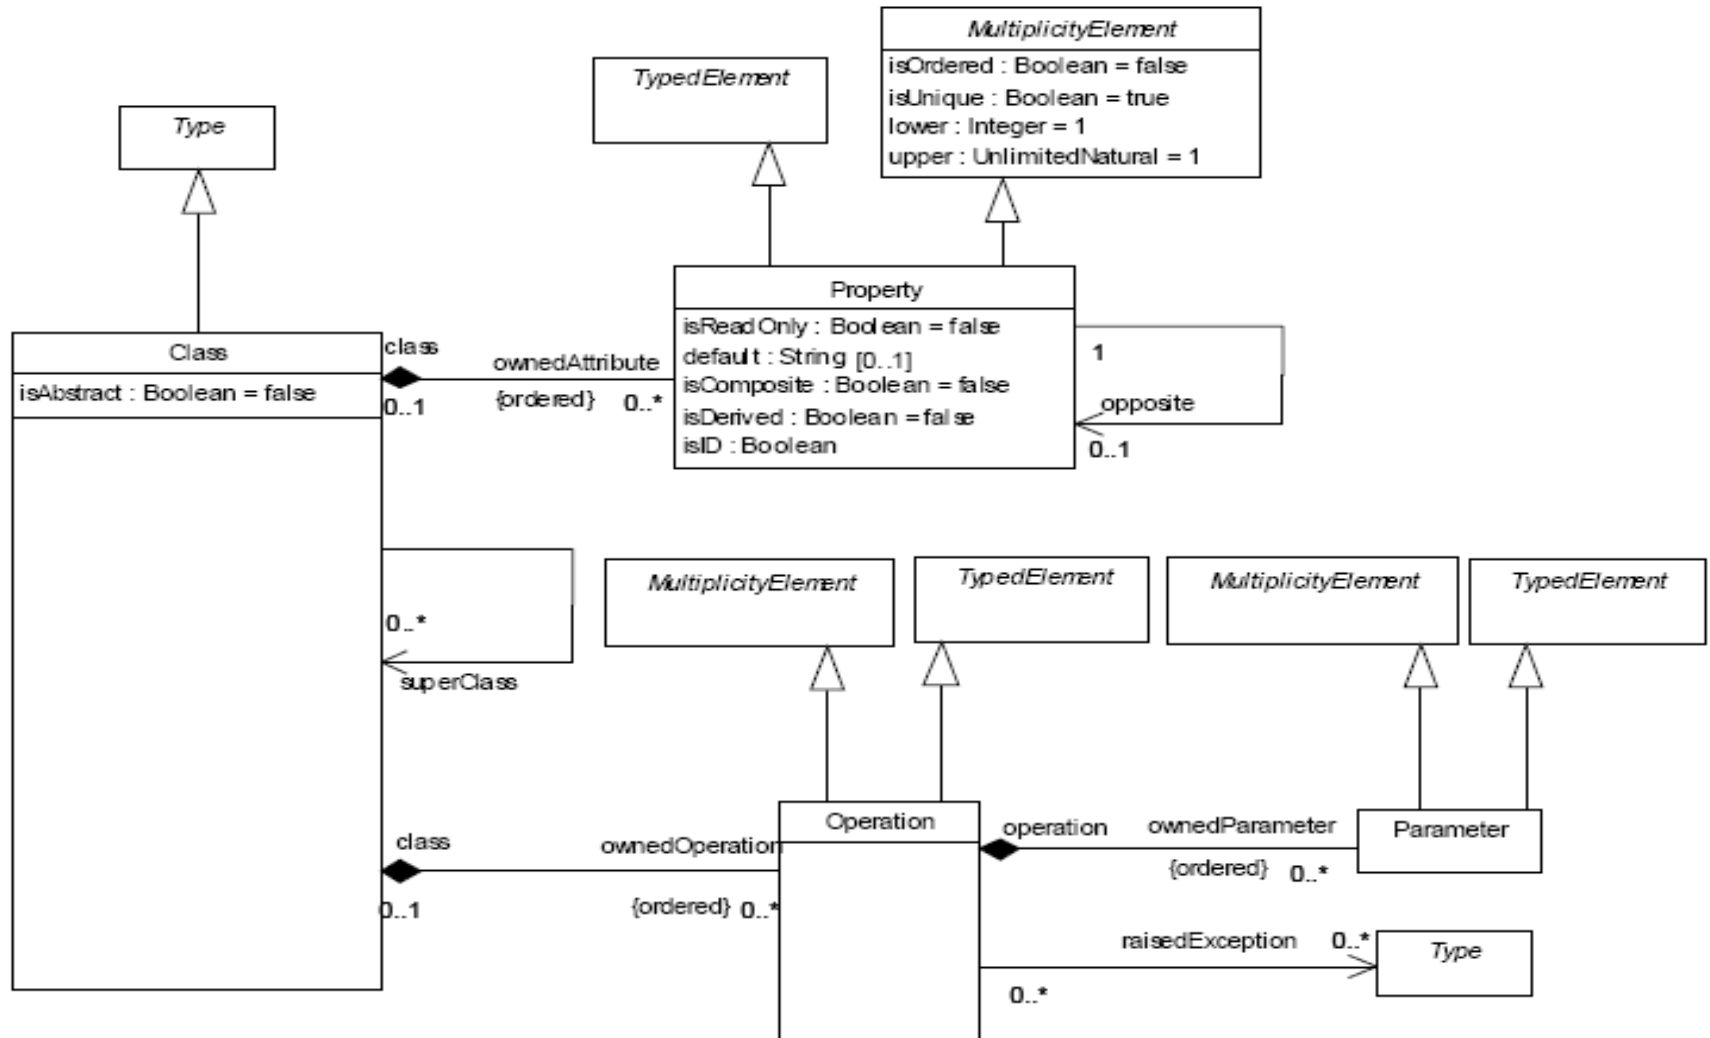 MultiplicityElement
isOrdered : Boolean = false
isUnique : Boolean = true
lower : Integer = 1
upper : UnlimitedNatural = 1
TypedElement
Type
Property
isReadOnly : Boolean = false
default : String [0..1]
isComposite : Boolean = false
isDerived : Boolean =false
isID : Boolean
1
opposite
0..1
Class
isAbstract : Boolean = false
class
0..1
ownedAttribute
{ordered} 0..*
0..*
superClass
MultiplicityElement
TypedElement
MultiplicityElement
TypedElement
class
0..1
ownedOperation
{ordered} 0..*
Operation
operation
ownedParameter
{ordered} 0..*
Parameter
raisedException 0..*
0..*
Type